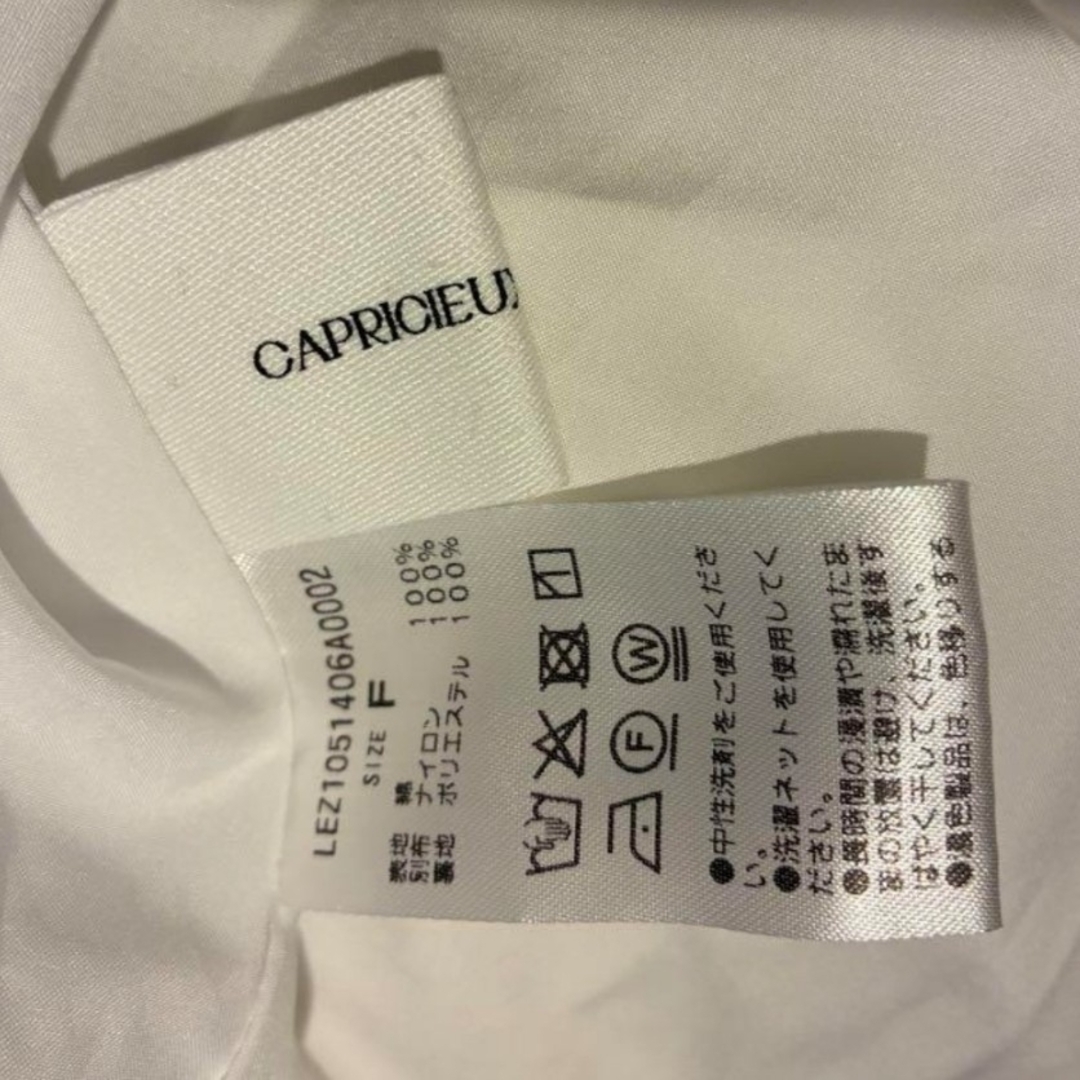 CAPRICIEUX
LEZ1051406A0002
SIZE F
表地 綿 100%
別布 ナイロン 100%
裏地 ポリエステル 100%
F W
●中性洗剤をご使用くださ
い。
●洗濯ネットを使用してく
ださい。
●長時間の浸漬や濡れたま
まの放置は避け、洗濯後す
ぐはやく干してください。
●濃色製品は、色移りする